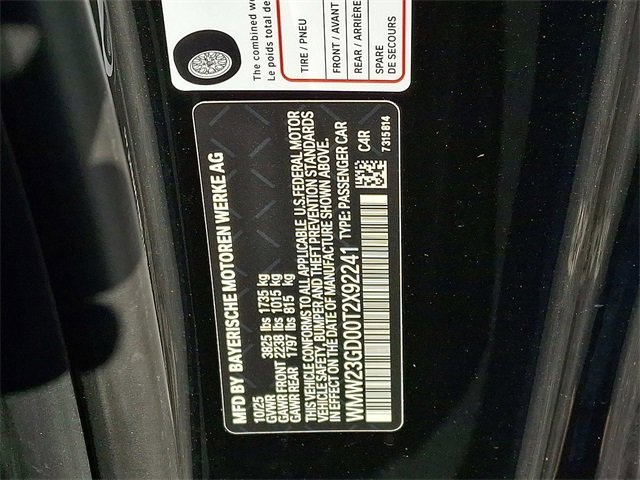 The combined we
Le poids total de
TIRE / PNEU
FRONT / AVANT
REAR / ARRIÈRE
SPARE
DE SECOURS
MFD BY BAYERISCHE MOTOREN WERKE AG
10/25
GVWR 3825 lbs 1735 kg
GAWR FRONT 2238 lbs 1015 kg
GAWR REAR 1797 lbs 815 kg
THIS VEHICLE CONFORMS TO ALL APPLICABLE U.S. FEDERAL MOTOR
VEHICLE SAFETY, BUMPER AND THEFT PREVENTION STANDARDS
IN EFFECT ON THE DATE OF MANUFACTURE SHOWN ABOVE.
WMW23GD00T2X92241 TYPE: PASSENGER CAR
C4R
7315814